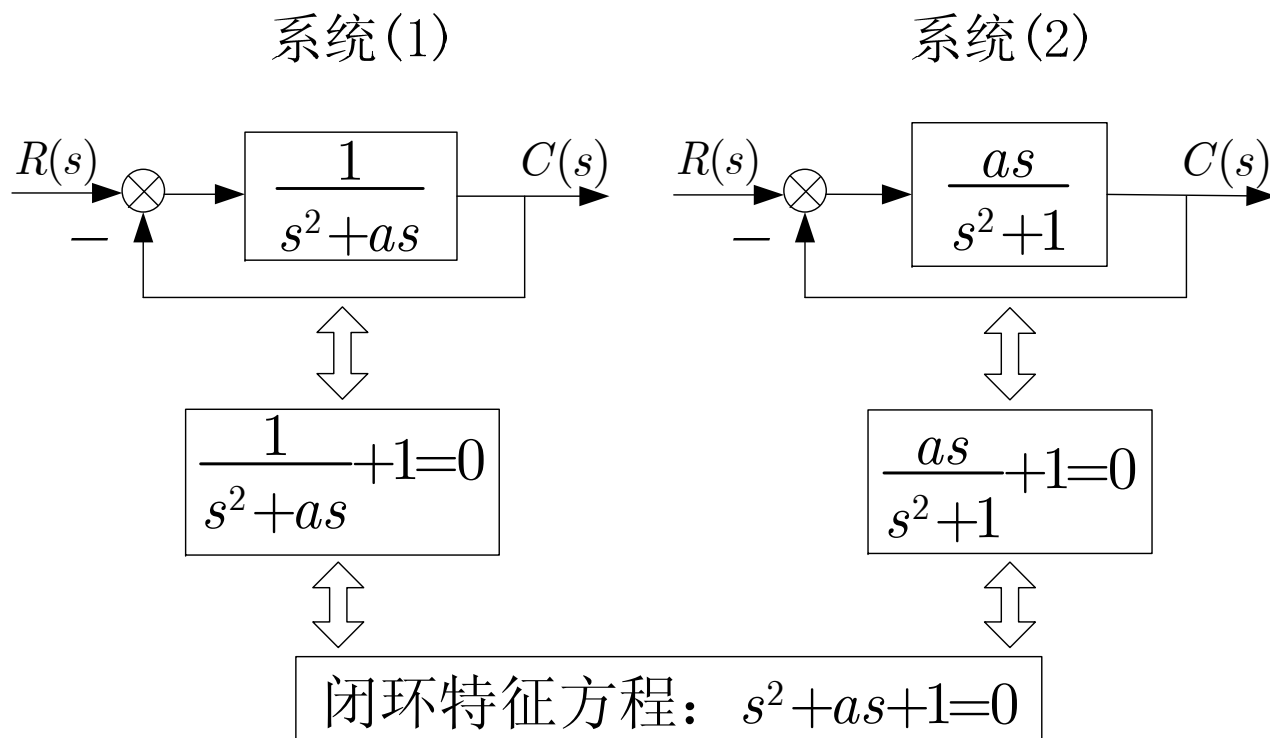 系统(1)
系统(2)
R(s)
1
s²+as
C(s)
−
R(s)
as
s²+1
C(s)
−
1
s²+as
+1=0
as
s²+1
+1=0
闭环特征方程：s²+as+1=0